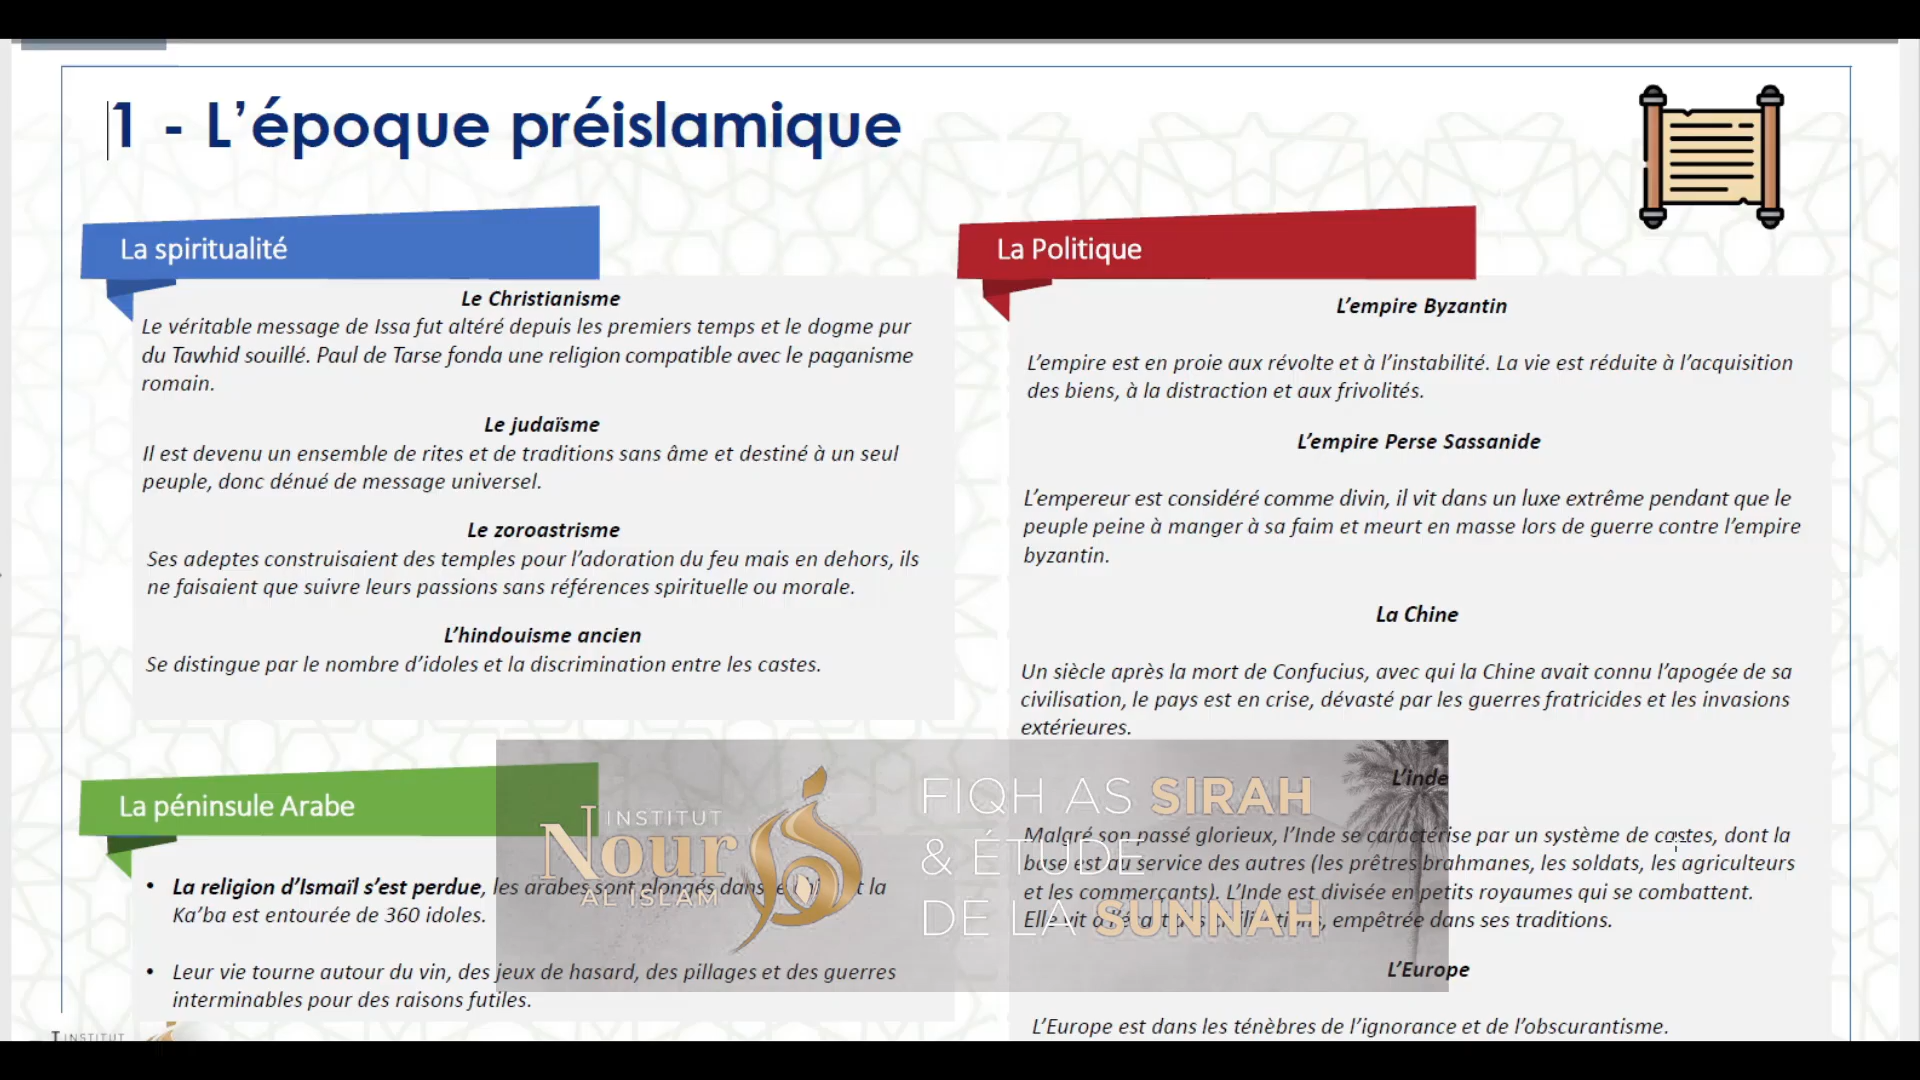 1 - L’époque préislamique
La spiritualité
Le Christianisme
Le véritable message de Issa fut altéré depuis les premiers temps et le dogme pur
du Tawhid souillé. Paul de Tarse fonda une religion compatible avec le paganisme
romain.
Le judaïsme
Il est devenu un ensemble de rites et de traditions sans âme et destiné à un seul
peuple, donc dénué de message universel.
Le zoroastrisme
Ses adeptes construisaient des temples pour l’adoration du feu mais en dehors, ils
ne faisaient que suivre leurs passions sans références spirituelle ou morale.
L’hindouisme ancien
Se distingue par le nombre d’idoles et la discrimination entre les castes.
La péninsule Arabe
• La religion d’Ismaïl s’est perdue, les arabes sont plongés dans le et la
Ka’ba est entourée de 360 idoles.
• Leur vie tourne autour du vin, des jeux de hasard, des pillages et des guerres
interminables pour des raisons futiles.
La Politique
L’empire Byzantin
L’empire est en proie aux révolte et à l’instabilité. La vie est réduite à l’acquisition
des biens, à la distraction et aux frivolités.
L’empire Perse Sassanide
L’empereur est considéré comme divin, il vit dans un luxe extrême pendant que le
peuple peine à manger à sa faim et meurt en masse lors de guerre contre l’empire
byzantin.
La Chine
Un siècle après la mort de Confucius, avec qui la Chine avait connu l’apogée de sa
civilisation, le pays est en crise, dévasté par les guerres fratricides et les invasions
extérieures.
L’inde
Malgré son passé glorieux, l’Inde se caractérise par un système de castes, dont la
base est au service des autres (les prêtres brahmanes, les soldats, les agriculteurs
et les commerçants). L’Inde est divisée en petits royaumes qui se combattent.
Elle vit empêtrée dans ses traditions.
L’Europe
L’Europe est dans les ténèbres de l’ignorance et de l’obscurantisme.
INSTITUT
Nour
AL ISLAM
FIQH AS SIRAH
& ÉTUDE
DE LA SUNNAH
INSTITUT